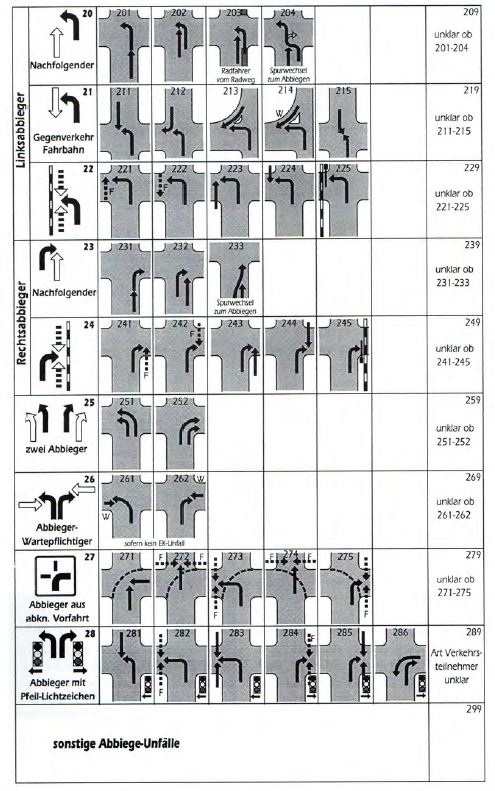 Linksabbieger
20
Nachfolgender
201
202
203
Radfahrer
vom Radweg
204
Spurwechsel
zum Abbiegen
209
unklar ob
201-204
21
Gegenverkehr
Fahrbahn
211
212
213
214
W
215
219
unklar ob
211-215
22
221
F
222
F
223
224
225
229
unklar ob
221-225
Rechtsabbieger
23
Nachfolgender
231
232
233
Spurwechsel
zum Abbiegen
239
unklar ob
231-233
24
241
F
242
F
243
244
245
249
unklar ob
241-245
25
zwei Abbieger
251
252
259
unklar ob
251-252
26
Abbieger-
Wartepflichtiger
261
W
262
W
sofern kein EK-Unfall
269
unklar ob
261-262
27
Abbieger aus
abkn. Vorfahrt
271
272
F
F
273
F
274
F
F
275
F
279
unklar ob
271-275
28
Abbieger mit
Pfeil-Lichtzeichen
281
282
F
283
284
F
285
286
289
Art Verkehrs-
teilnehmer
unklar
sonstige Abbiege-Unfälle
299